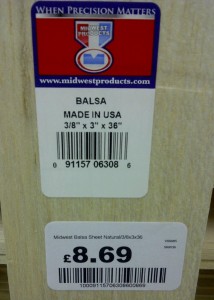 WHEN PRECISION MATTERS
MIDWEST
PRODUCTS
www.midwestproducts.com
BALSA
MADE IN USA
3/8" x 3" x 36"
0 91157 06308 6
Midwest Balsa Sheet Natural/3/8x3x36
£8.69